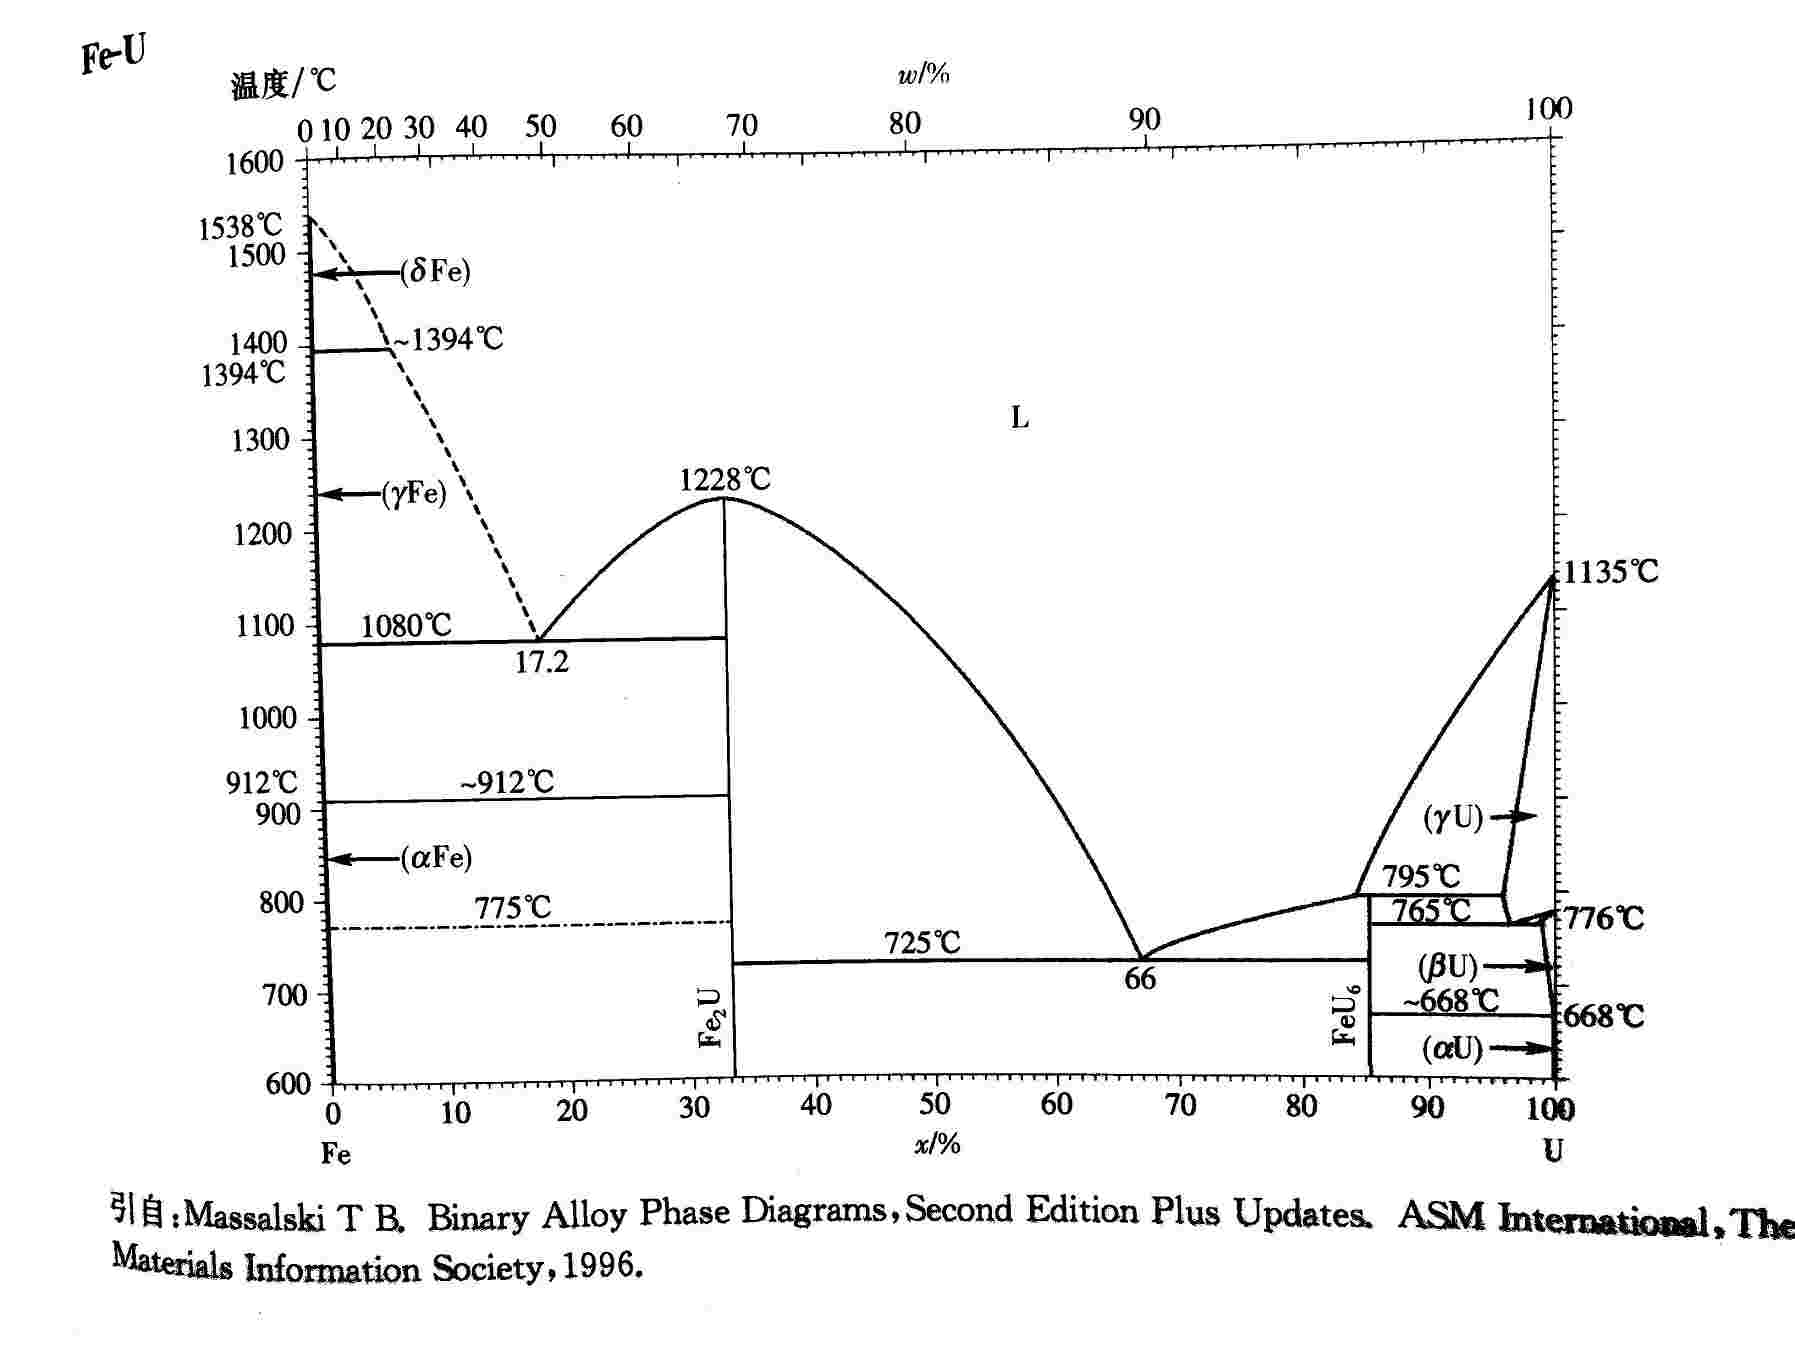 Fe-U
温度/℃
w/%
0 10 20 30 40 50 60 70 80 90 100
1600
1538℃
1500
(δFe)
1400
~1394℃
1394℃
L
1300
1228℃
(γFe)
1200
1135℃
1100
1080℃
17.2
1000
912℃
~912℃
900
(γU)
(αFe)
795℃
800
775℃
765℃
776℃
725℃
66
(βU)
700
~668℃
668℃
Fe₂U
FeU₆
(αU)
600
0 10 20 30 40 50 60 70 80 90 100
Fe
x/%
U
引自:Massalski T B. Binary Alloy Phase Diagrams,Second Edition Plus Updates. ASM International,The
Materials Information Society,1996.